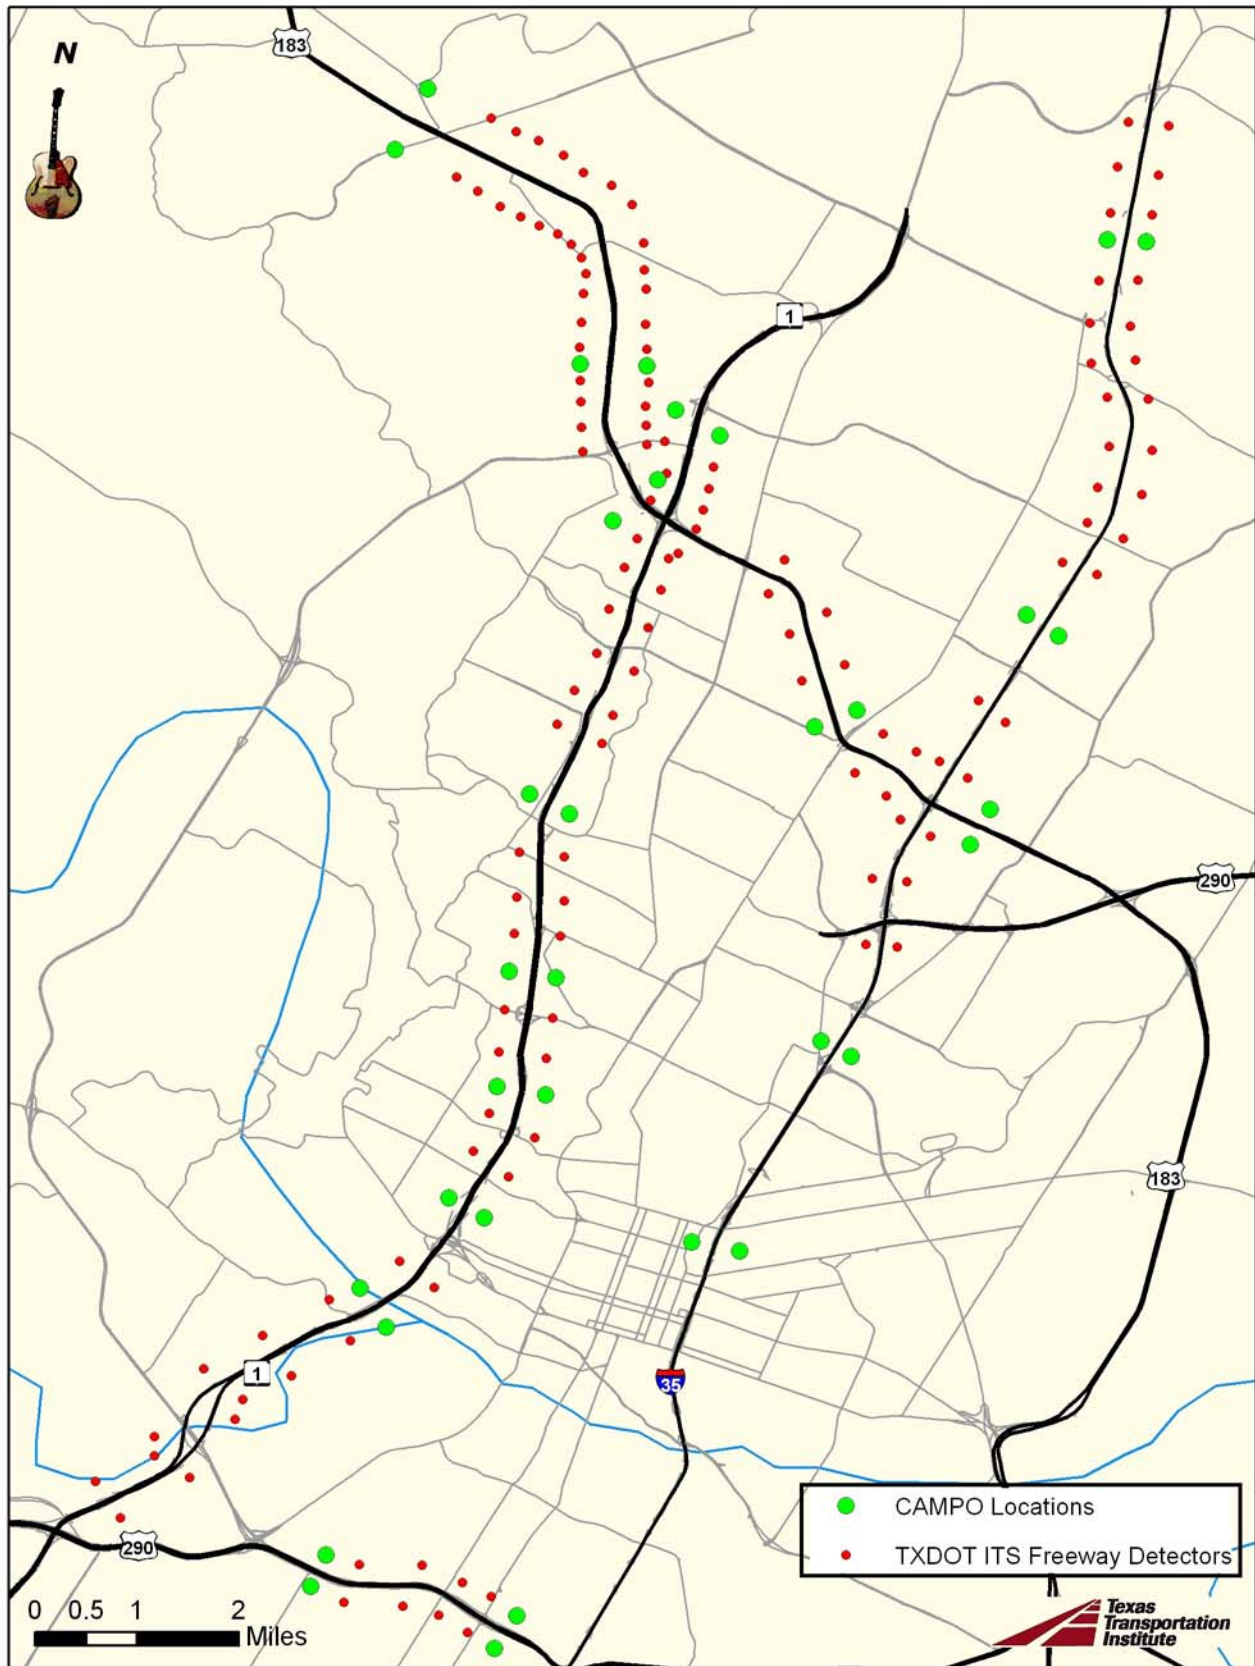 183
N
1
290
183
1
35
CAMPO Locations
290
TXDOT ITS Freeway Detectors
0 0.5 1 2
Miles
Texas
Transportation
Institute